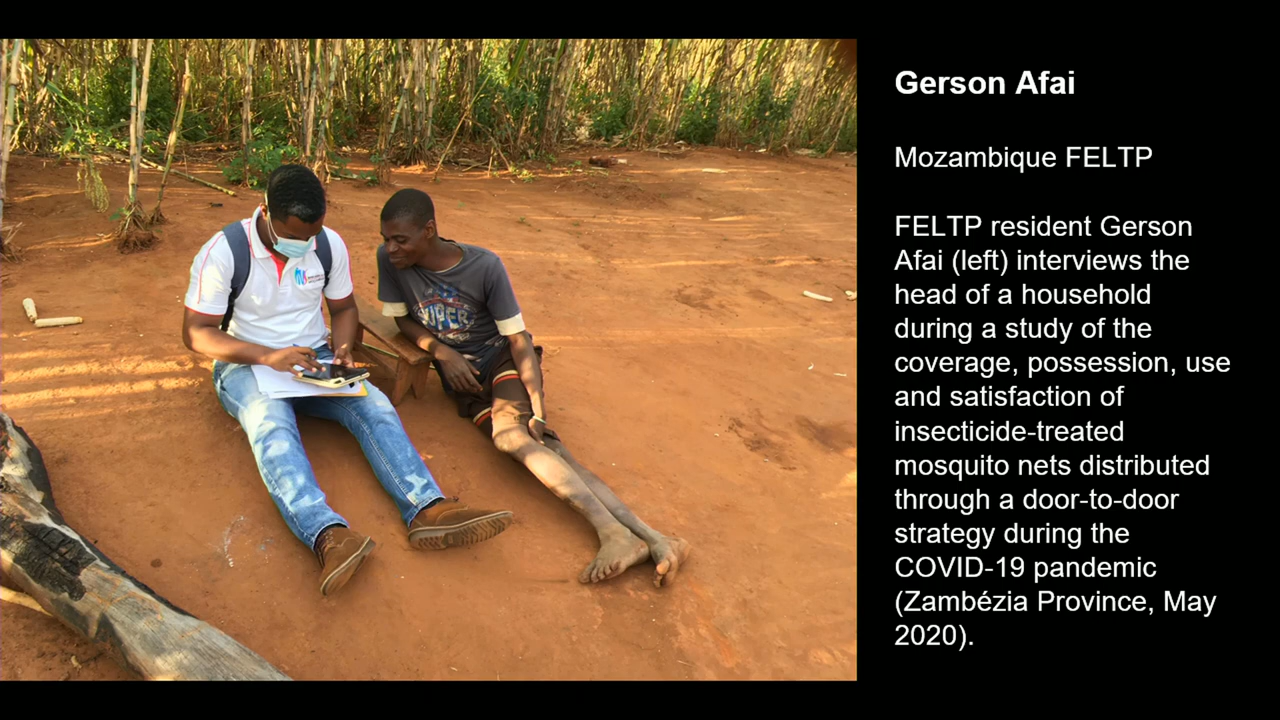 Gerson Afai
Mozambique FELTP
FELTP resident Gerson
Afai (left) interviews the
head of a household
during a study of the
coverage, possession, use
and satisfaction of
insecticide-treated
mosquito nets distributed
through a door-to-door
strategy during the
COVID-19 pandemic
(Zambézia Province, May
2020).
SUPER